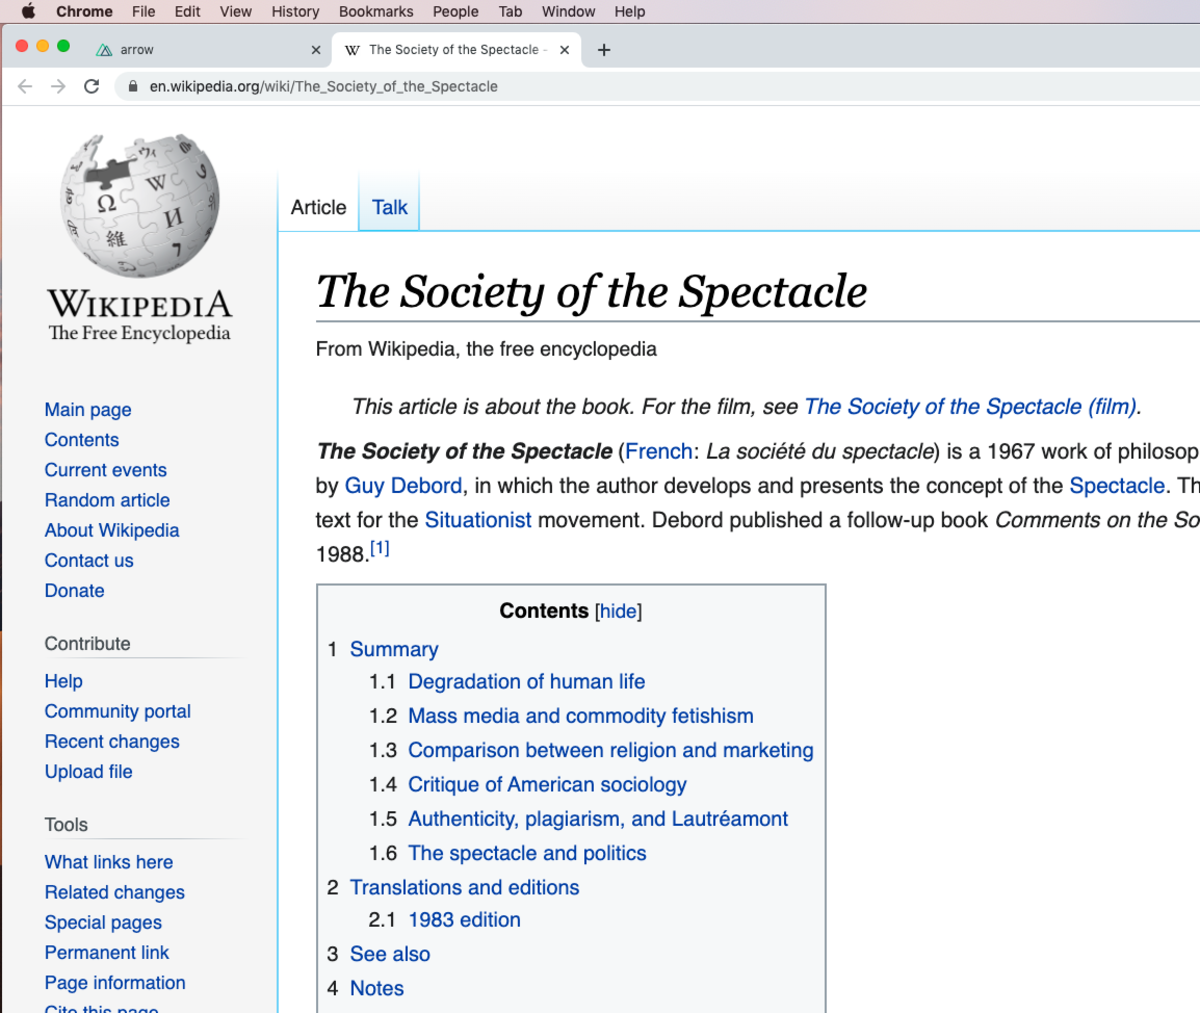 Chrome File Edit View History Bookmarks People Tab Window Help
arrow
The Society of the Spectacle -
en.wikipedia.org/wiki/The_Society_of_the_Spectacle
WIKIPEDIA
The Free Encyclopedia
Main page
Contents
Current events
Random article
About Wikipedia
Contact us
Donate
Contribute
Help
Community portal
Recent changes
Upload file
Tools
What links here
Related changes
Special pages
Permanent link
Page information
Cite this page
Article Talk
The Society of the Spectacle
From Wikipedia, the free encyclopedia
This article is about the book. For the film, see The Society of the Spectacle (film).
The Society of the Spectacle (French: La société du spectacle) is a 1967 work of philosop
by Guy Debord, in which the author develops and presents the concept of the Spectacle. Th
text for the Situationist movement. Debord published a follow-up book Comments on the So
1988.[1]
Contents [hide]
1 Summary
1.1 Degradation of human life
1.2 Mass media and commodity fetishism
1.3 Comparison between religion and marketing
1.4 Critique of American sociology
1.5 Authenticity, plagiarism, and Lautréamont
1.6 The spectacle and politics
2 Translations and editions
2.1 1983 edition
3 See also
4 Notes